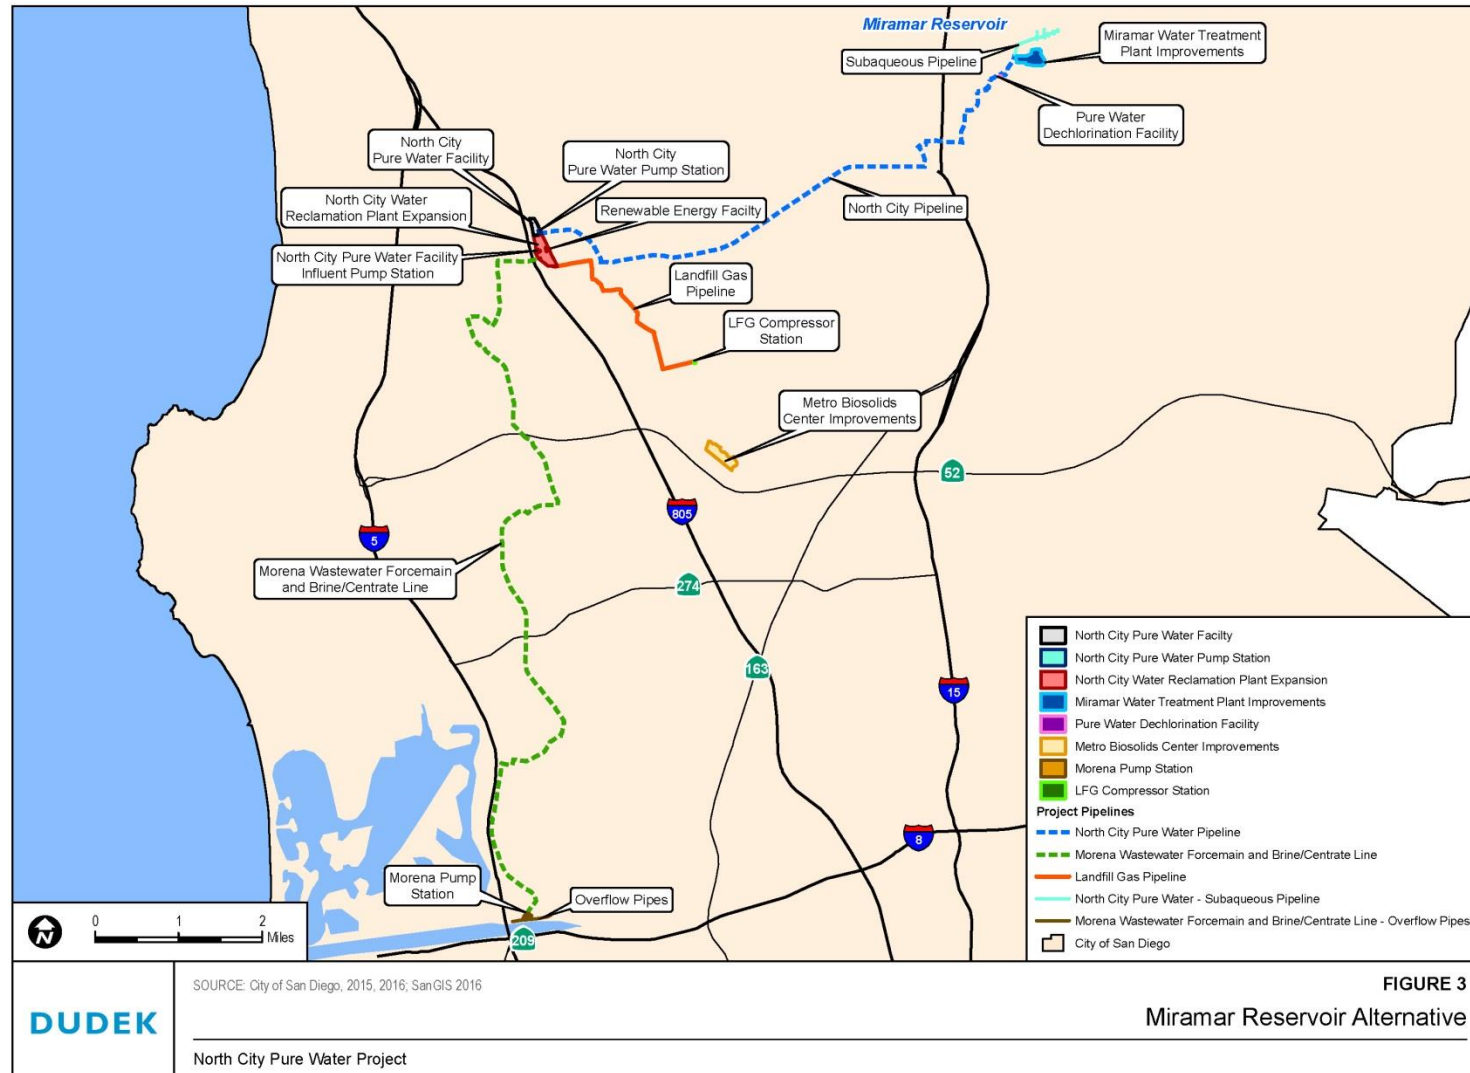 Miramar Reservoir
Miramar Water Treatment
Plant Improvements
Subaqueous Pipeline
Pure Water
Dechlorination Facility
North City
Pure Water Facility
North City
Pure Water Pump Station
North City Water
Reclamation Plant Expansion
Renewable Energy Facilty
North City Pipeline
North City Pure Water Facility
Influent Pump Station
Landfill Gas
Pipeline
LFG Compressor
Station
Metro Biosolids
Center Improvements
52
805
5
Morena Wastewater Forcemain
and Brine/Centrate Line
274
163
15
8
Morena Pump
Station
Overflow Pipes
209
North City Pure Water Facilty
North City Pure Water Pump Station
North City Water Reclamation Plant Expansion
Miramar Water Treatment Plant Improvements
Pure Water Dechlorination Facility
Metro Biosolids Center Improvements
Morena Pump Station
LFG Compressor Station
Project Pipelines
North City Pure Water Pipeline
Morena Wastewater Forcemain and Brine/Centrate Line
Landfill Gas Pipeline
North City Pure Water - Subaqueous Pipeline
Morena Wastewater Forcemain and Brine/Centrate Line - Overflow Pipes
City of San Diego
N
0 1 2
Miles
DUDEK
SOURCE: City of San Diego, 2015, 2016; SanGIS 2016
North City Pure Water Project
FIGURE 3
Miramar Reservoir Alternative